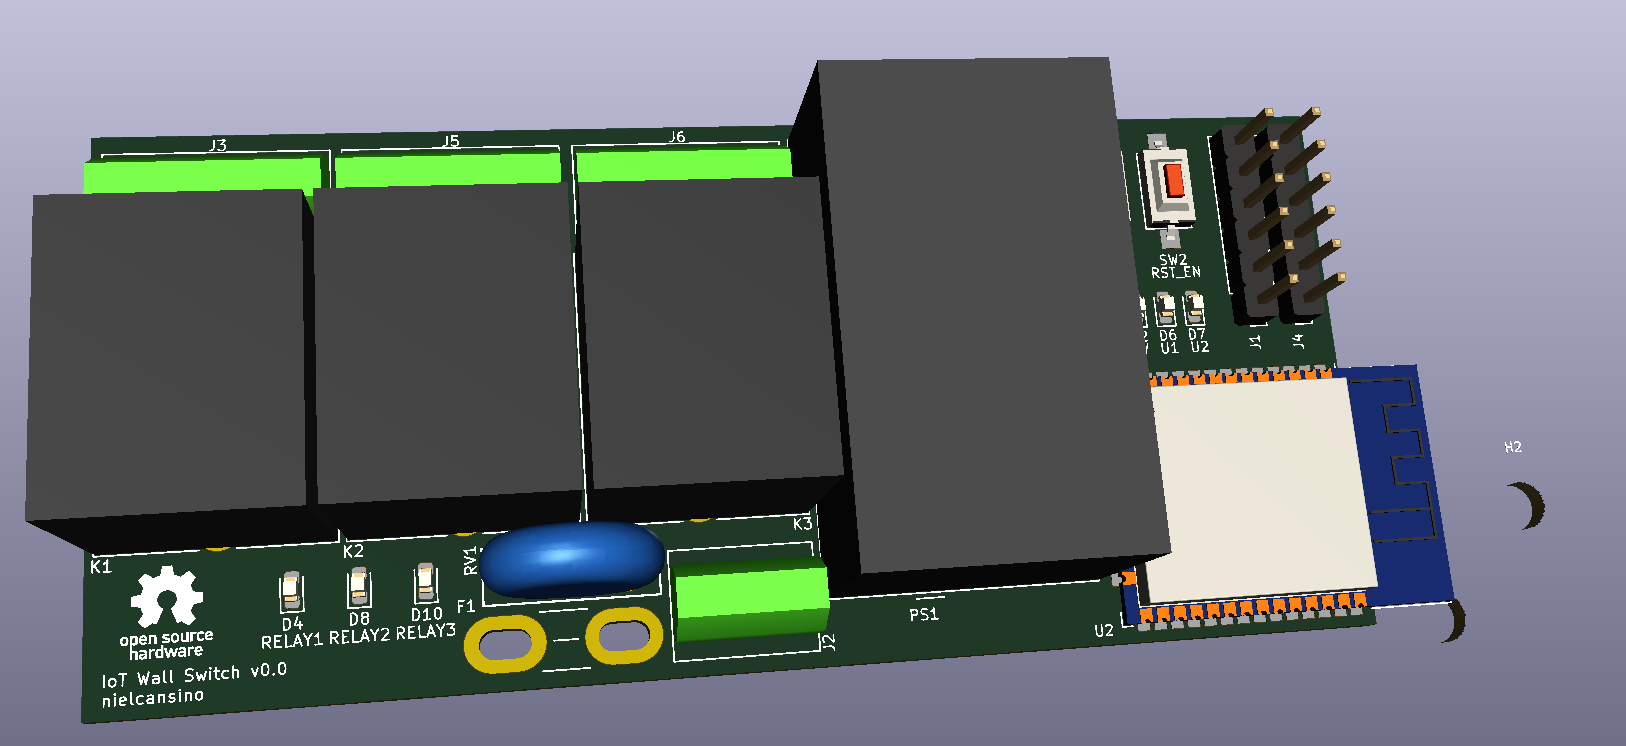 J3
J5
J6
SW2
RST_EN
D6
D7
U1
U2
J1
J4
H2
K1
K2
K3
RV1
F1
D4
D8
D10
RELAY1
RELAY2
RELAY3
J2
PS1
U2
open source
hardware
IoT Wall Switch v0.0
nielcansino